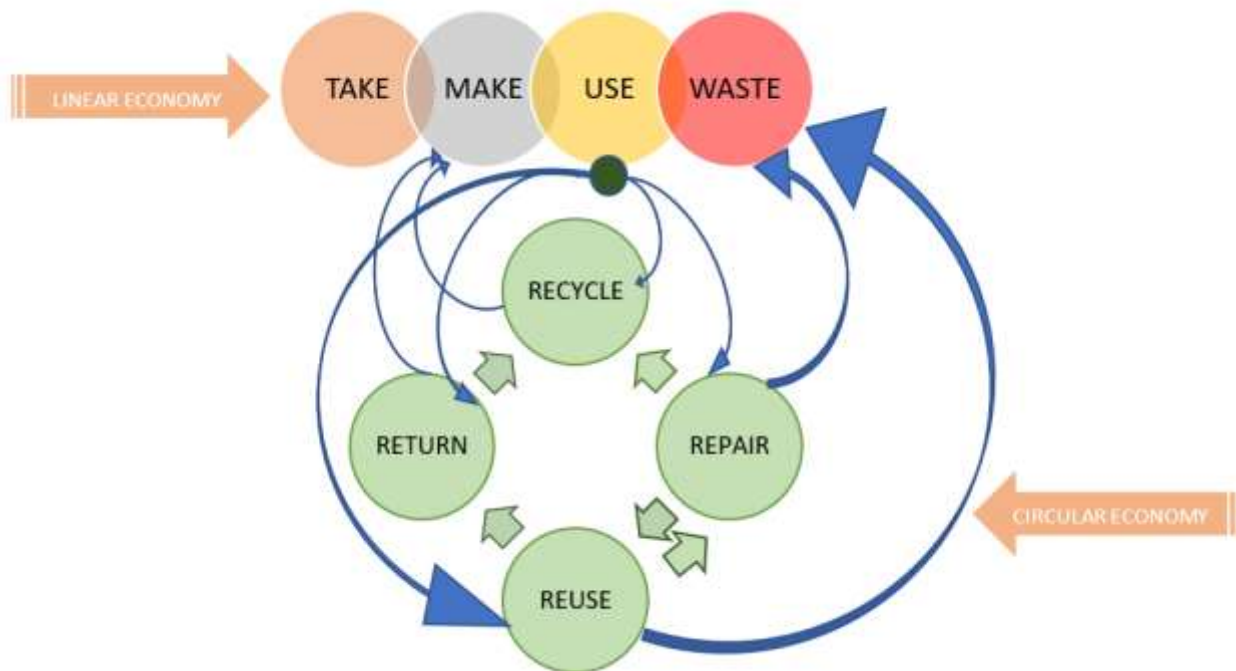 TAKE MAKE USE WASTE
LINEAR ECONOMY
RECYCLE
RETURN
REPAIR
CIRCULAR ECONOMY
REUSE